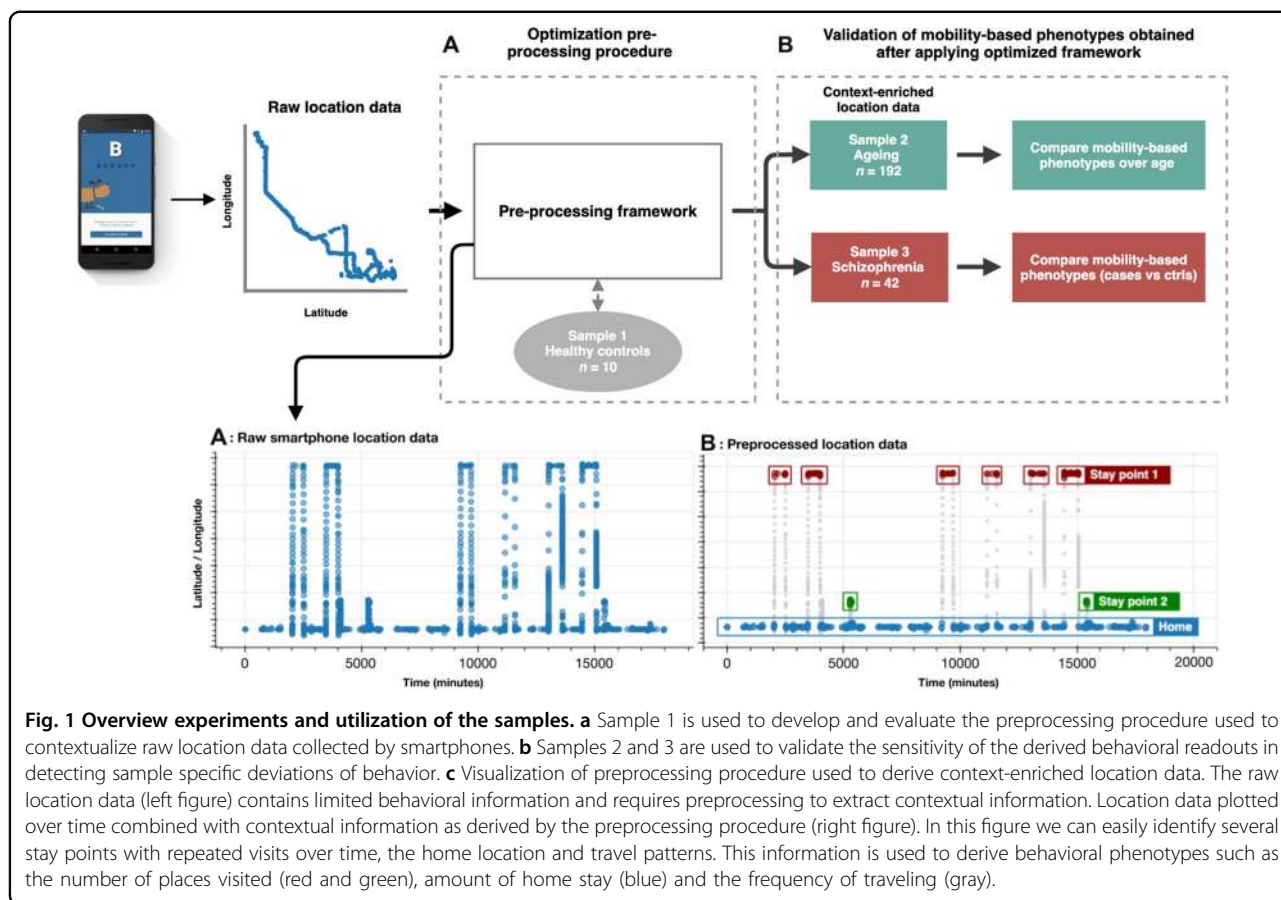 A
Optimization pre-
processing procedure
B
Validation of mobility-based phenotypes obtained
after applying optimized framework
Raw location data
B
Longitude
Latitude
Pre-processing framework
Sample 1
Healthy controls
n = 10
Context-enriched
location data
Sample 2
Ageing
n = 192
Compare mobility-based
phenotypes over age
Sample 3
Schizophrenia
n = 42
Compare mobility-based
phenotypes (cases vs ctrls)
A : Raw smartphone location data
Latitude / Longitude
0 5000 10000 15000
Time (minutes)
B : Preprocessed location data
Stay point 1
Stay point 2
Home
0 5000 10000 15000 20000
Time (minutes)
Fig. 1 Overview experiments and utilization of the samples. a Sample 1 is used to develop and evaluate the preprocessing procedure used to
contextualize raw location data collected by smartphones. b Samples 2 and 3 are used to validate the sensitivity of the derived behavioral readouts in
detecting sample specific deviations of behavior. c Visualization of preprocessing procedure used to derive context-enriched location data. The raw
location data (left figure) contains limited behavioral information and requires preprocessing to extract contextual information. Location data plotted
over time combined with contextual information as derived by the preprocessing procedure (right figure). In this figure we can easily identify several
stay points with repeated visits over time, the home location and travel patterns. This information is used to derive behavioral phenotypes such as
the number of places visited (red and green), amount of home stay (blue) and the frequency of traveling (gray).